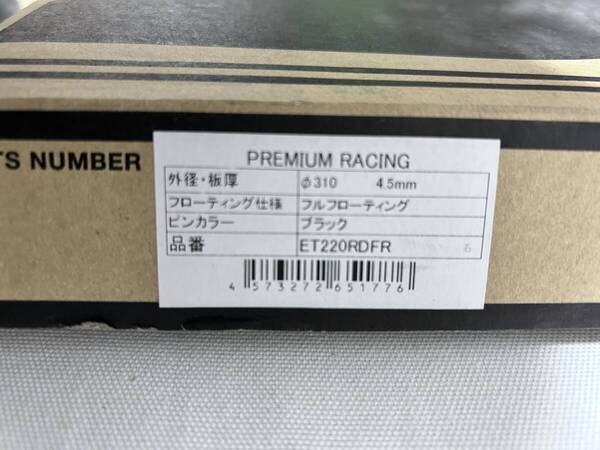 TS NUMBER
PREMIUM RACING
外径・板厚 φ310 4.5mm
フローティング仕様 フルフローティング
ピンカラー ブラック
品番 ET220RDFR
4 573272 651776